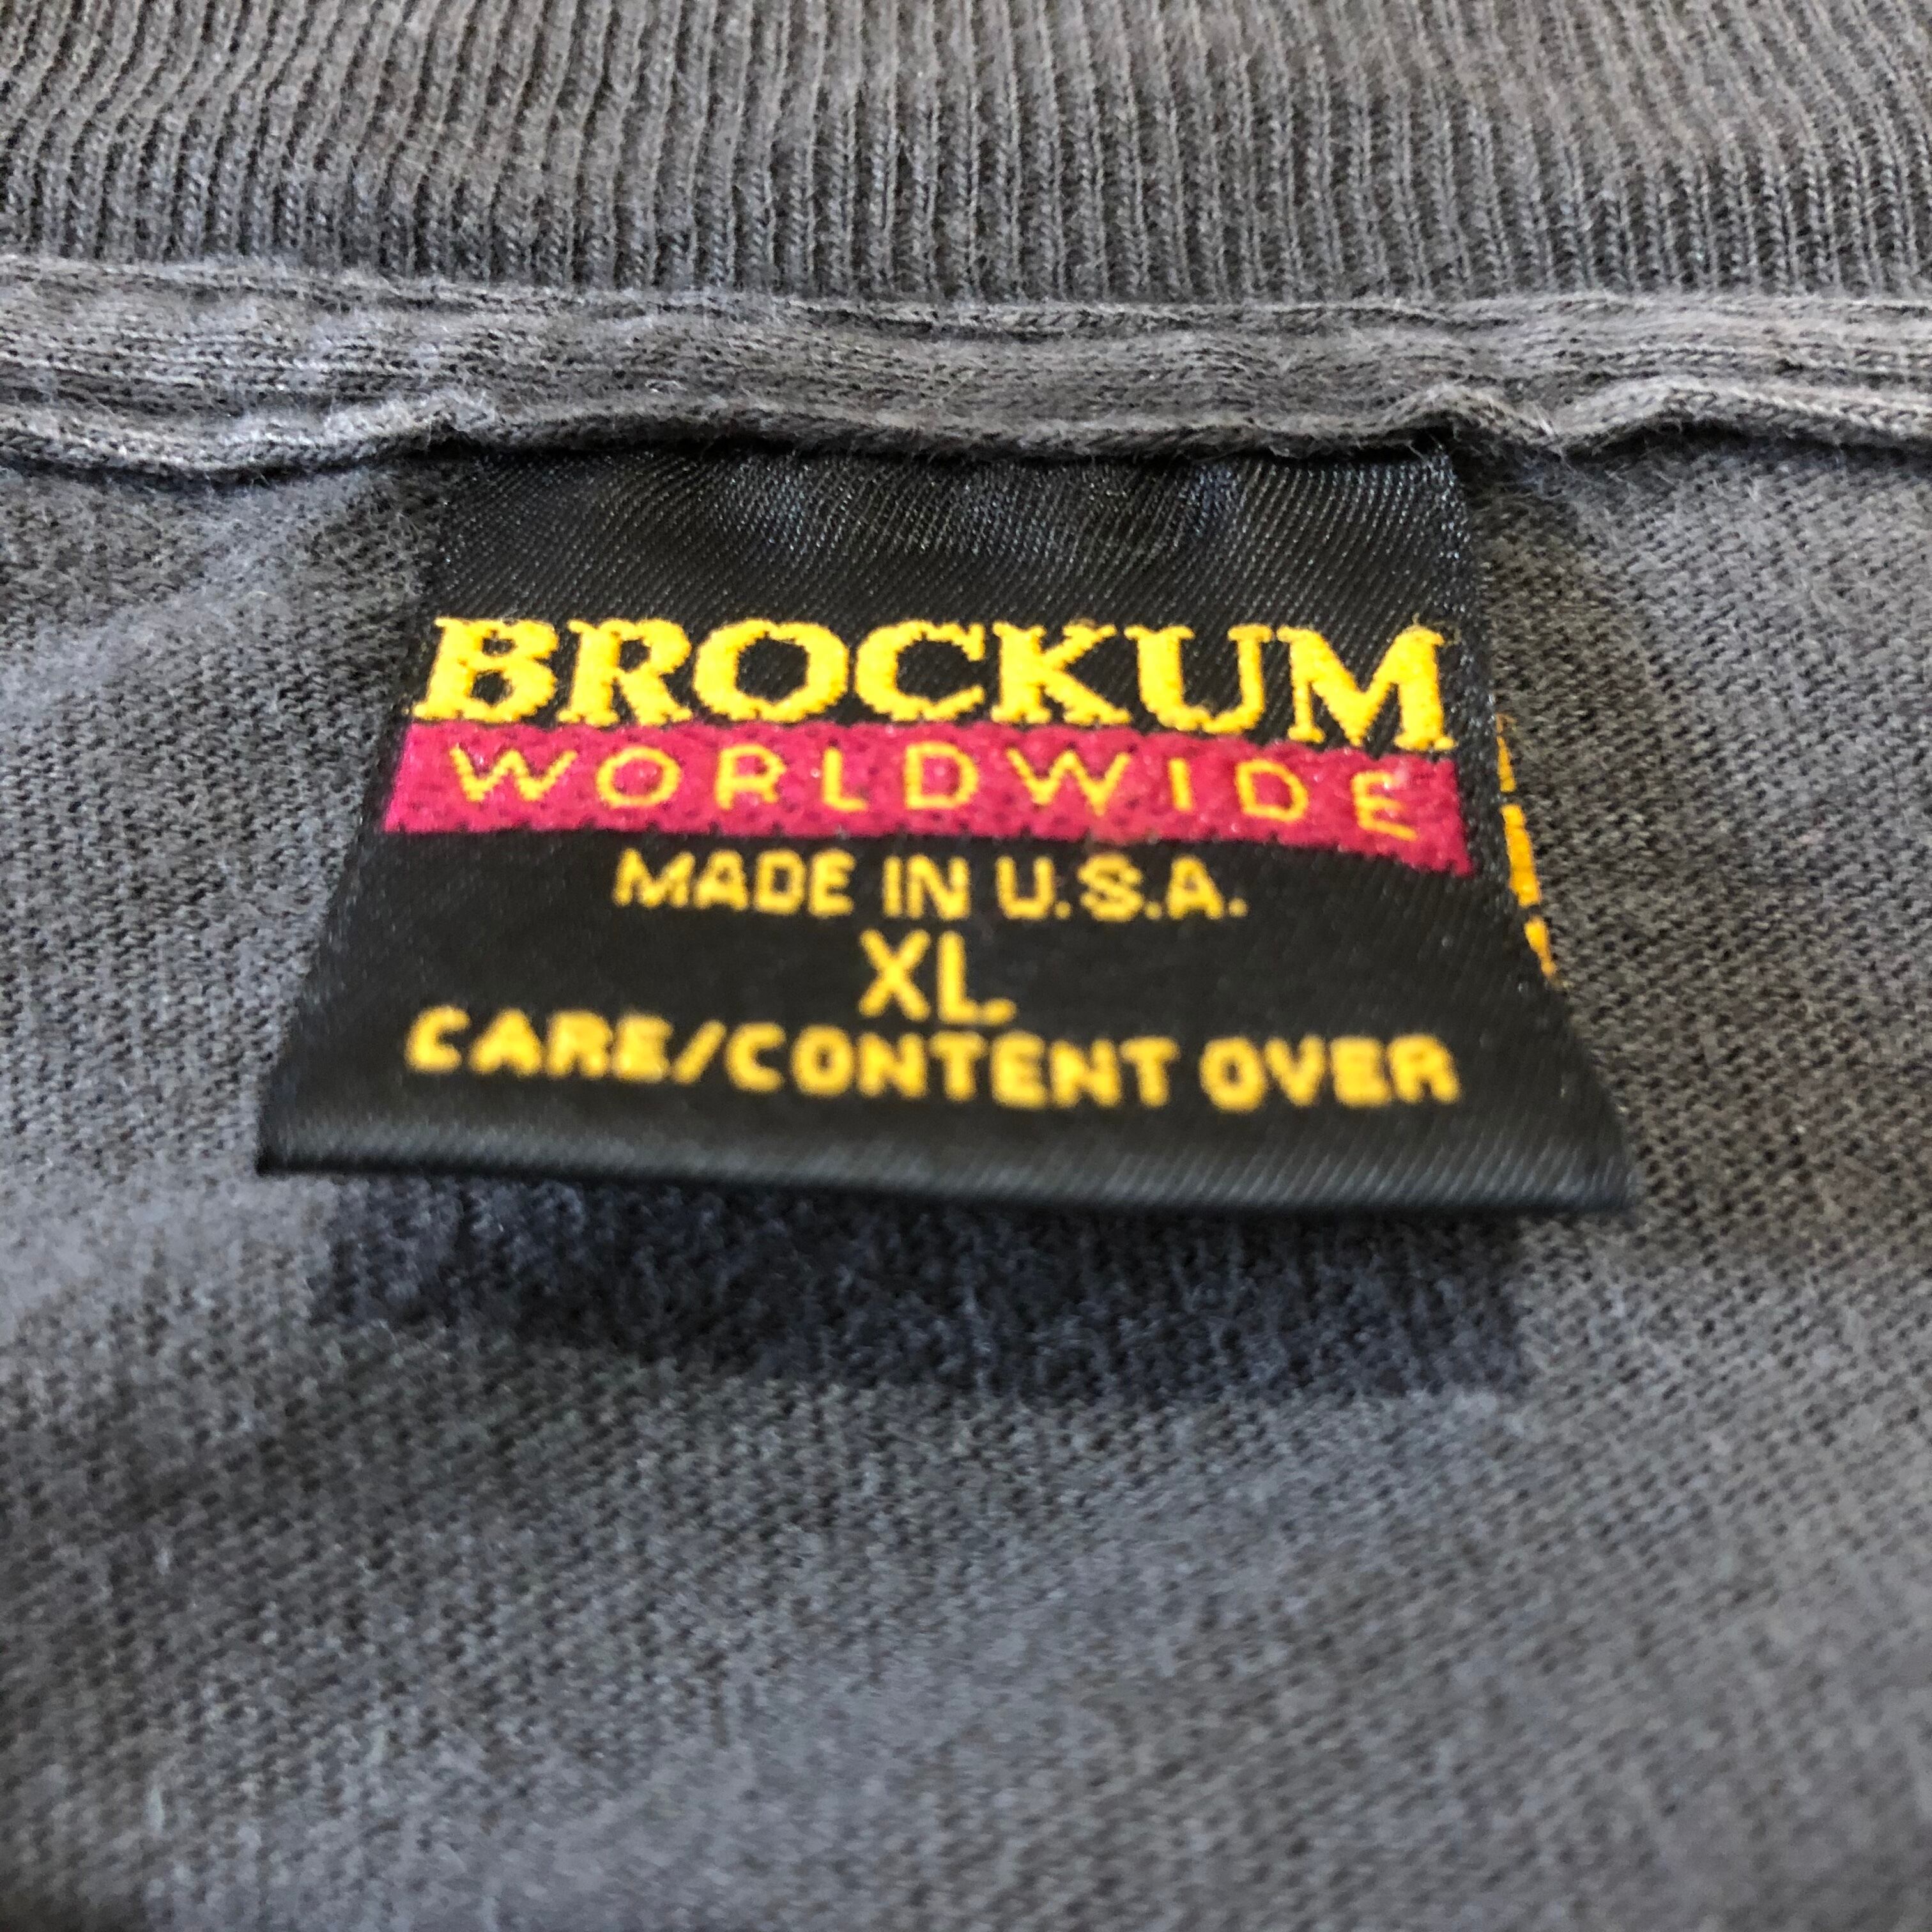 BROCKUM
WORLDWIDE
MADE IN U.S.A.
XL
CARE/CONTENT OVER